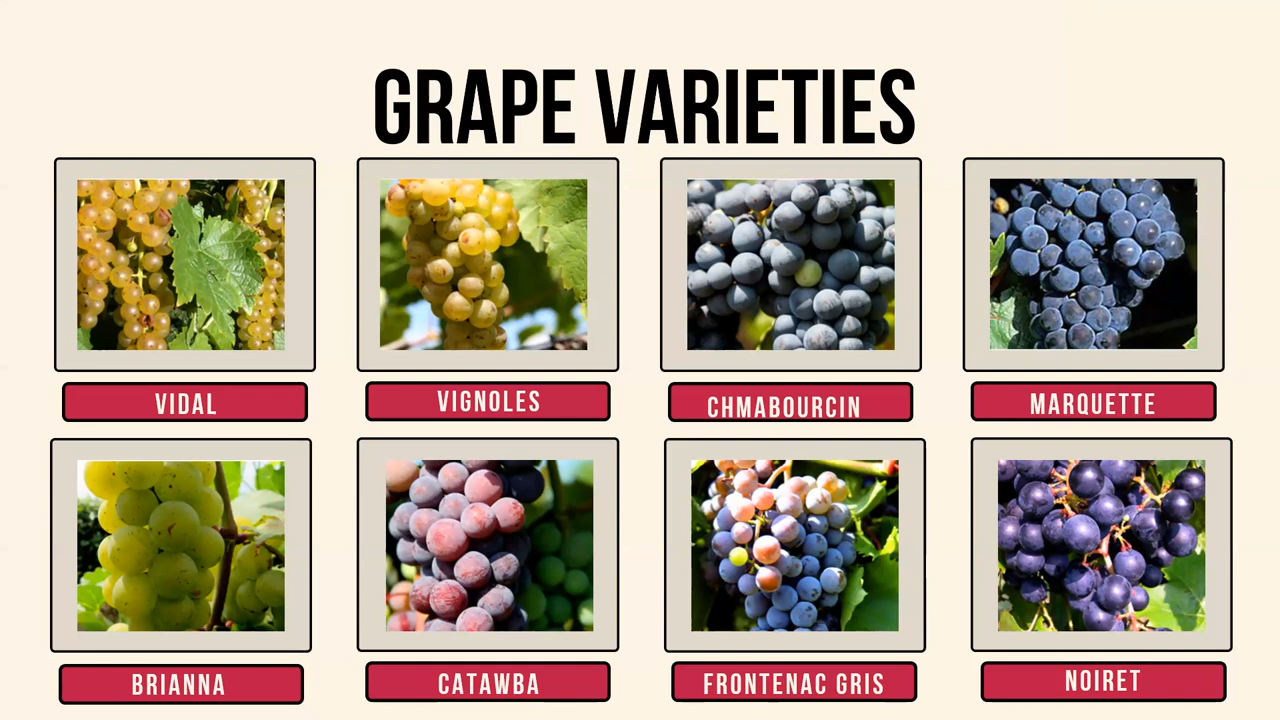 GRAPE VARIETIES
VIDAL
VIGNOLES
CHMABOURCIN
MARQUETTE
BRIANNA
CATAWBA
FRONTENAC GRIS
NOIRET